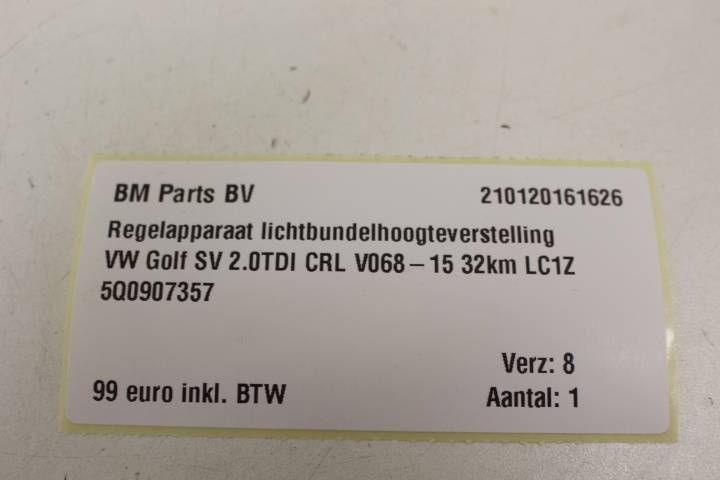 BM Parts BV 210120161626
Regelapparaat lichtbundelhoogteverstelling
VW Golf SV 2.0TDI CRL V068-15 32km LC1Z
5Q0907357
Verz: 8
99 euro inkl. BTW Aantal: 1